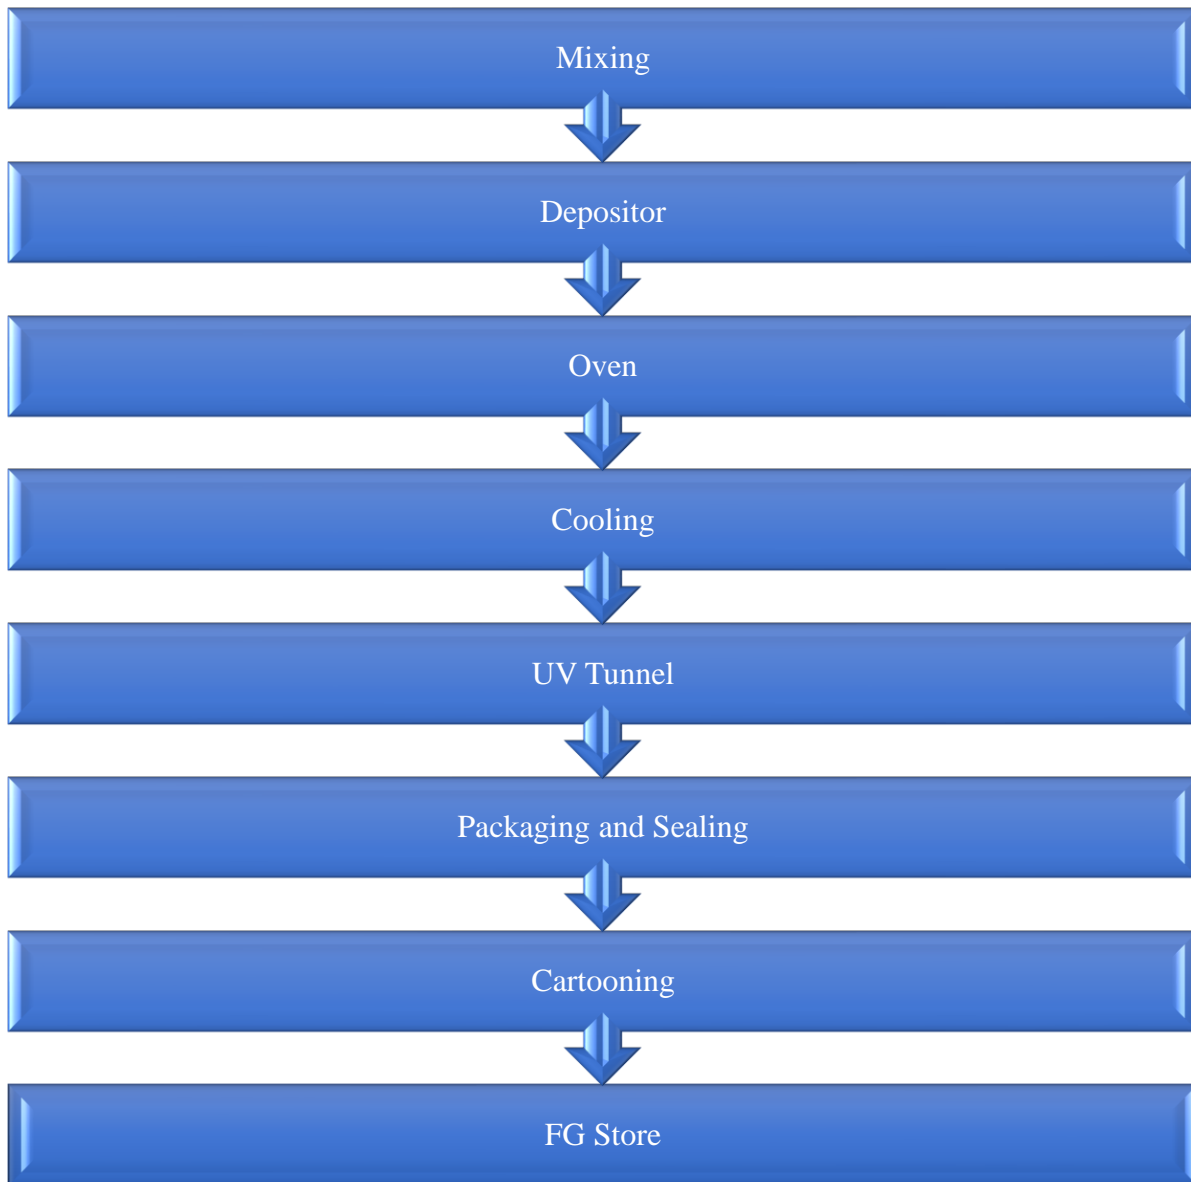 Mixing
Depositor
Oven
Cooling
UV Tunnel
Packaging and Sealing
Cartooning
FG Store